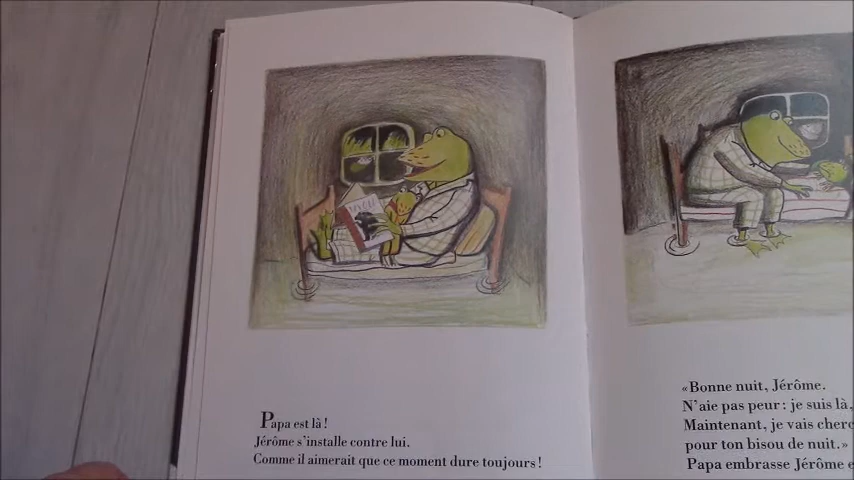 Papa est là!
Jérôme s'installe contre lui.
Comme il aimerait que ce moment dure toujours!
«Bonne nuit, Jérôme.
N'aie pas peur: je suis là.
Maintenant, je vais
pour ton bisou de nuit.»
Papa embrasse Jérôme